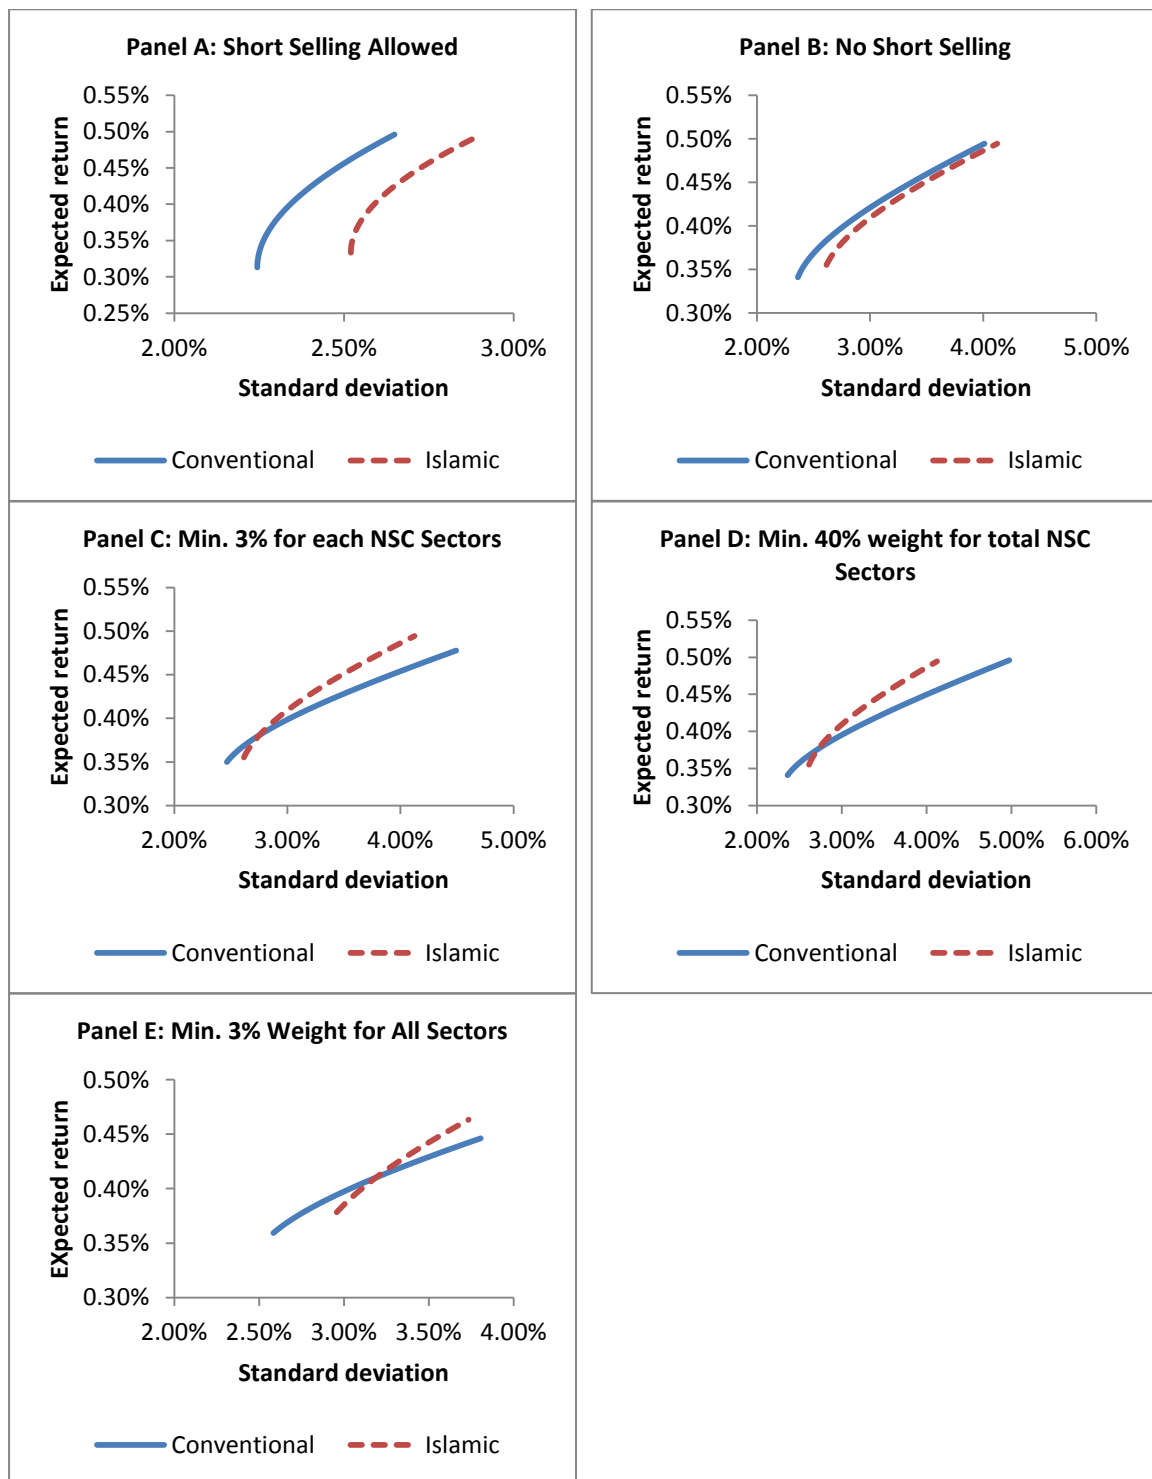 Panel A: Short Selling Allowed
Expected return
0.55%
0.50%
0.45%
0.40%
0.35%
0.30%
0.25%
2.00% 2.50% 3.00%
Standard deviation
Conventional Islamic
Panel B: No Short Selling
Expected return
0.55%
0.50%
0.45%
0.40%
0.35%
0.30%
2.00% 3.00% 4.00% 5.00%
Standard deviation
Conventional Islamic
Panel C: Min. 3% for each NSC Sectors
Expected return
0.55%
0.50%
0.45%
0.40%
0.35%
0.30%
2.00% 3.00% 4.00% 5.00%
Standard deviation
Conventional Islamic
Panel D: Min. 40% weight for total NSC
Sectors
Expected return
0.55%
0.50%
0.45%
0.40%
0.35%
0.30%
2.00% 3.00% 4.00% 5.00% 6.00%
Standard deviation
Conventional Islamic
Panel E: Min. 3% Weight for All Sectors
EXpected return
0.50%
0.45%
0.40%
0.35%
0.30%
2.00% 2.50% 3.00% 3.50% 4.00%
Standard deviation
Conventional Islamic